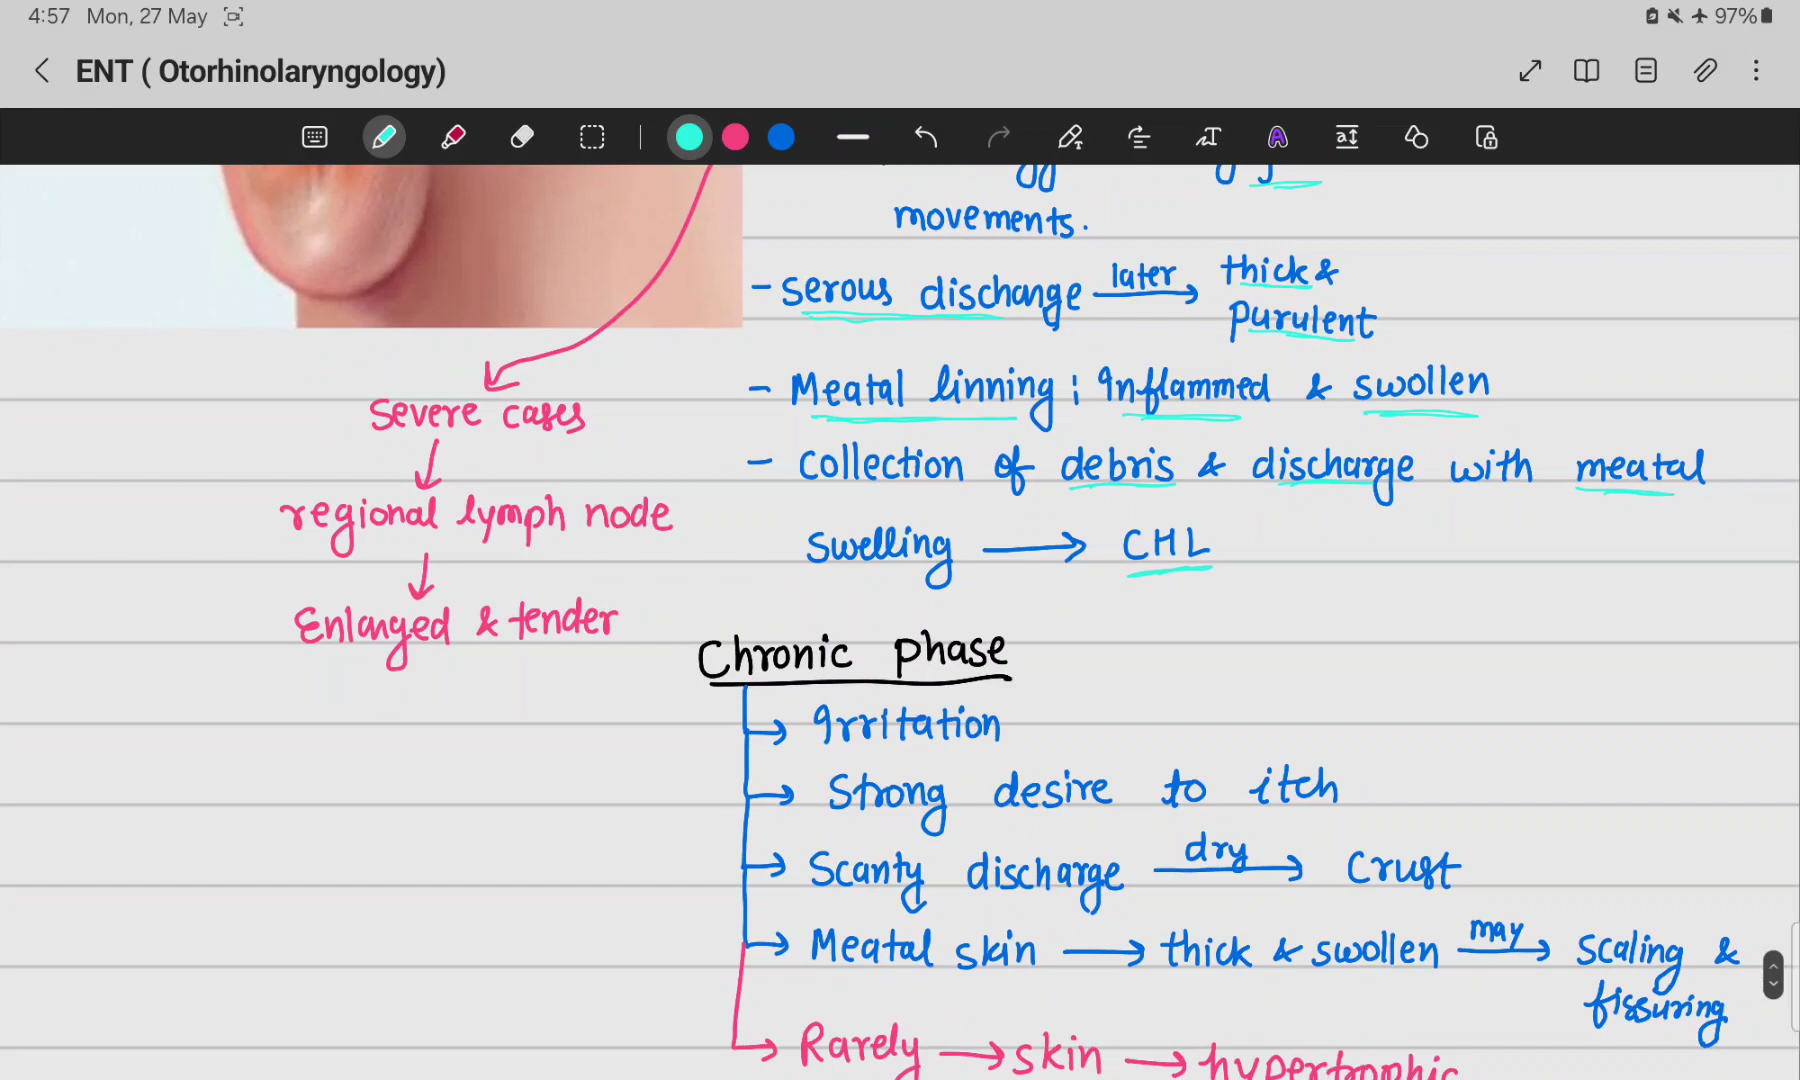 4:57 Mon, 27 May
97%
ENT ( Otorhinolaryngology)
movements.
- Serous discharge later → thick &
purulent
- Meatal linning : Inflammed & swollen
- Collection of debris & discharge with meatal
swelling → CHL
Severe cases
↓
regional lymph node
↓
Enlarged & tender
Chronic phase
→ Irritation
→ Strong desire to itch
→ Scanty discharge dry → Crust
→ Meatal skin → thick & swollen may → Scaling &
fissuring
→ Rarely → skin → hypertrophic